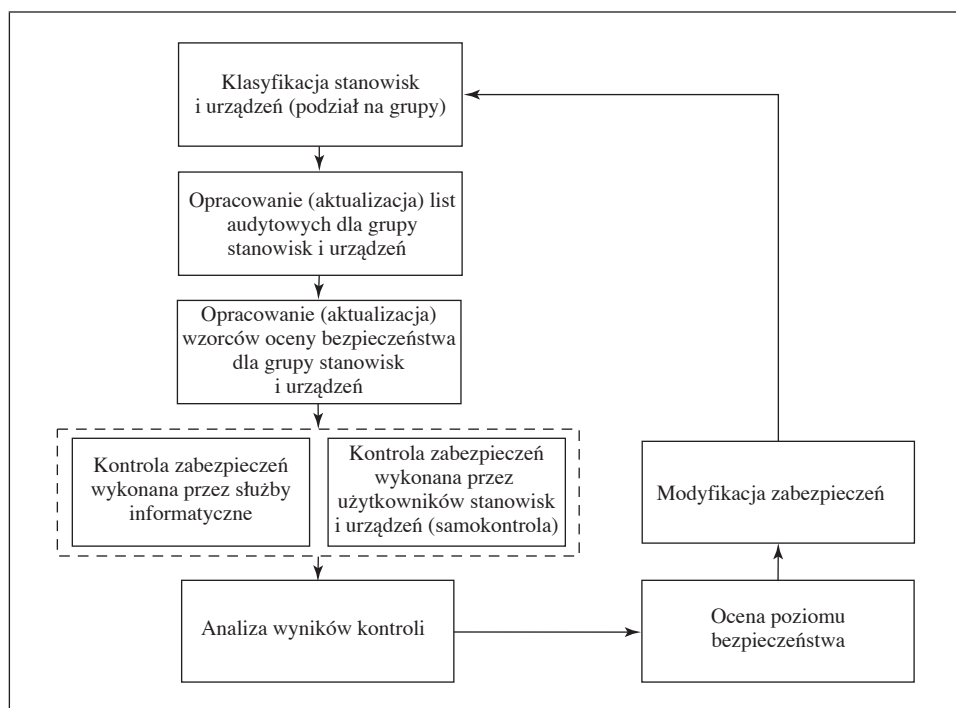 Klasyfikacja stanowisk
i urządzeń (podział na grupy)
Opracowanie (aktualizacja) list
audytowych dla grupy
stanowisk i urządzeń
Opracowanie (aktualizacja)
wzorców oceny bezpieczeństwa
dla grupy stanowisk
i urządzeń
Kontrola zabezpieczeń
wykonana przez służby
informatyczne
Kontrola zabezpieczeń
wykonana przez
użytkowników stanowisk
i urządzeń (samokontrola)
Analiza wyników kontroli
Ocena poziomu
bezpieczeństwa
Modyfikacja zabezpieczeń